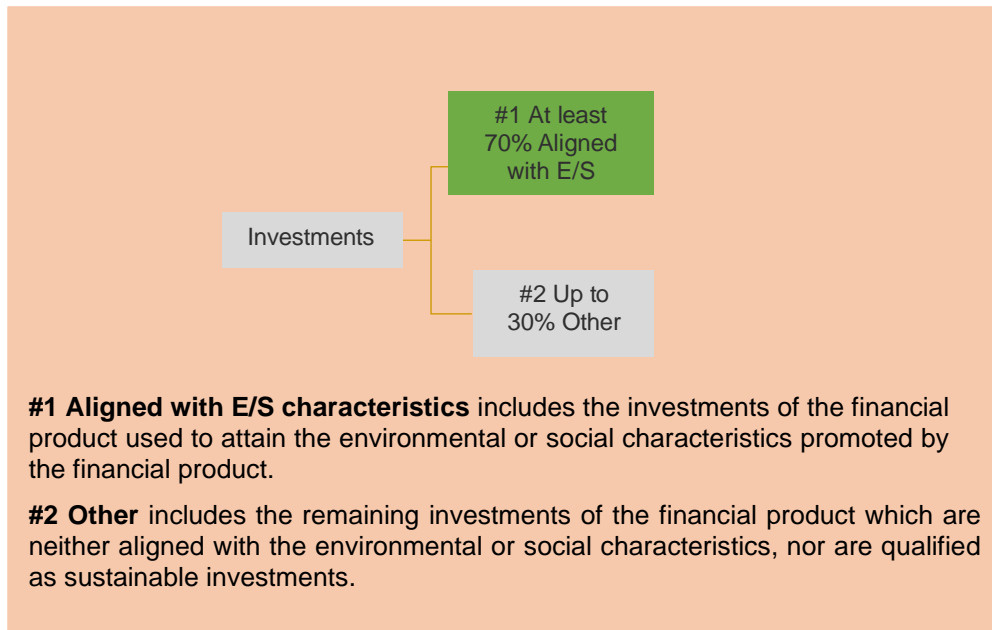 #1 At least
70% Aligned
with E/S
Investments
#2 Up to
30% Other
#1 Aligned with E/S characteristics includes the investments of the financial
product used to attain the environmental or social characteristics promoted by
the financial product.
#2 Other includes the remaining investments of the financial product which are
neither aligned with the environmental or social characteristics, nor are qualified
as sustainable investments.